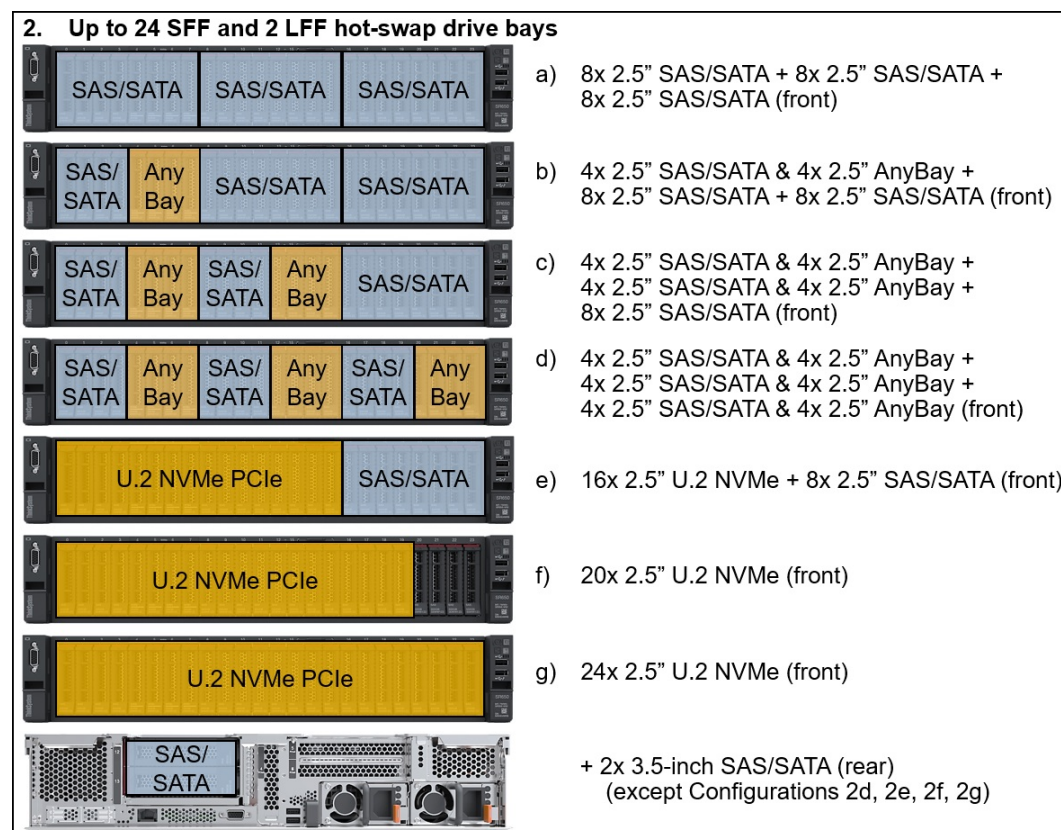 2. Up to 24 SFF and 2 LFF hot-swap drive bays
SAS/SATA SAS/SATA SAS/SATA
a) 8x 2.5” SAS/SATA + 8x 2.5” SAS/SATA +
8x 2.5” SAS/SATA (front)
SAS/
SATA
Any
Bay
SAS/SATA SAS/SATA
b) 4x 2.5” SAS/SATA & 4x 2.5” AnyBay +
8x 2.5” SAS/SATA + 8x 2.5” SAS/SATA (front)
SAS/
SATA
Any
Bay
SAS/
SATA
Any
Bay
SAS/SATA
c) 4x 2.5” SAS/SATA & 4x 2.5” AnyBay +
4x 2.5” SAS/SATA & 4x 2.5” AnyBay +
8x 2.5” SAS/SATA (front)
SAS/
SATA
Any
Bay
SAS/
SATA
Any
Bay
SAS/
SATA
Any
Bay
d) 4x 2.5” SAS/SATA & 4x 2.5” AnyBay +
4x 2.5” SAS/SATA & 4x 2.5” AnyBay +
4x 2.5” SAS/SATA & 4x 2.5” AnyBay (front)
U.2 NVMe PCIe SAS/SATA
e) 16x 2.5” U.2 NVMe + 8x 2.5” SAS/SATA (front)
U.2 NVMe PCIe
f) 20x 2.5” U.2 NVMe (front)
U.2 NVMe PCIe
g) 24x 2.5” U.2 NVMe (front)
SAS/
SATA
+ 2x 3.5-inch SAS/SATA (rear)
(except Configurations 2d, 2e, 2f, 2g)